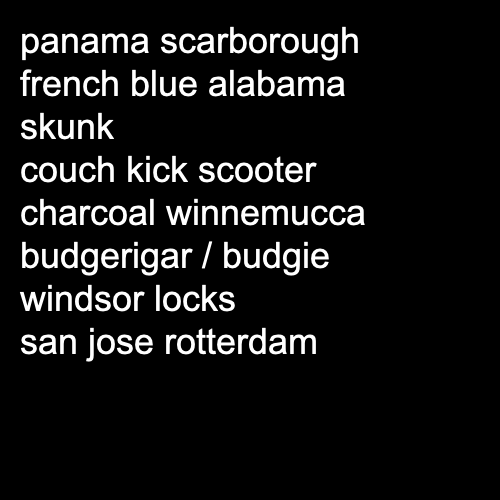 panama scarborough
french blue alabama
skunk
couch kick scooter
charcoal winnemucca
budgerigar / budgie
windsor locks
san jose rotterdam